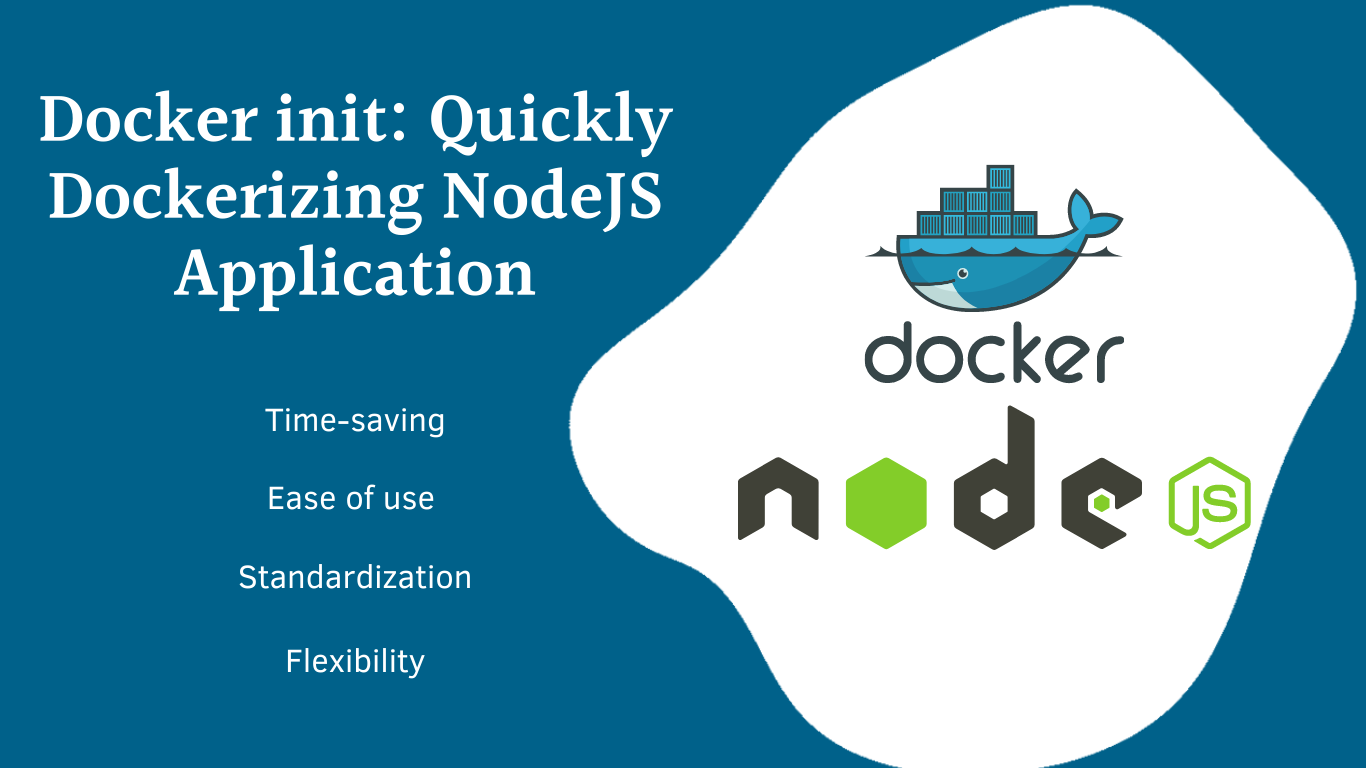 Docker init: Quickly
Dockerizing NodeJS
Application
Time-saving
Ease of use
Standardization
Flexibility
docker
node
JS